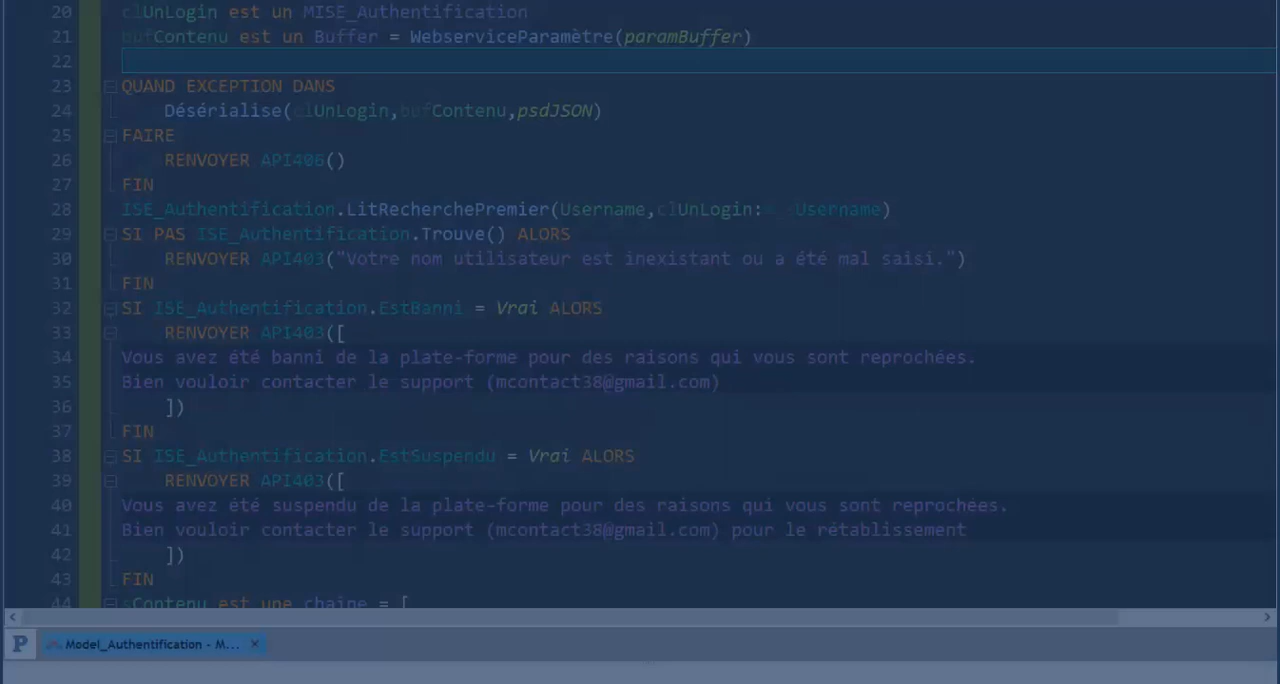 20 clUnLogin est un MISE_Authentification
21 bufContenu est un Buffer = WebserviceParamètre(paramBuffer)
22
23 QUAND EXCEPTION DANS
24 Désérialise(clUnLogin,bufContenu,psdJSON)
25 FAIRE
26 RENVOYER API406()
27 FIN
28 ISE_Authentification.LitRecherchePremier(Username,clUnLogin:=_Username)
29 SI PAS ISE_Authentification.Trouve() ALORS
30 RENVOYER API403("Votre nom utilisateur est inexistant ou a été mal saisi.")
31 FIN
32 SI ISE_Authentification.EstBanni = Vrai ALORS
33 RENVOYER API403([
34 Vous avez été banni de la plate-forme pour des raisons qui vous sont reprochées.
35 Bien vouloir contacter le support (mcontact38@gmail.com)
36 ])
37 FIN
38 SI ISE_Authentification.EstSuspendu = Vrai ALORS
39 RENVOYER API403([
40 Vous avez été suspendu de la plate-forme pour des raisons qui vous sont reprochées.
41 Bien vouloir contacter le support (mcontact38@gmail.com) pour le rétablissement
42 ])
43 FIN
44 sContenu est une chaîne = [
P Model_Authentification - M... ×